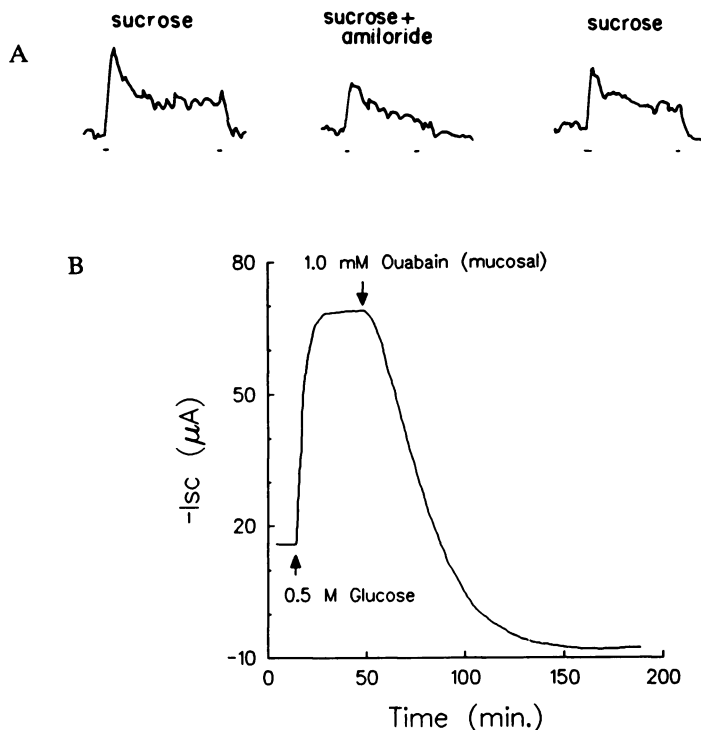 A
sucrose
sucrose +
amiloride
sucrose
B
80
50
20
-10
-Isc (μA)
1.0 mM Ouabain (mucosal)
0.5 M Glucose
0
50
100
150
200
Time (min.)